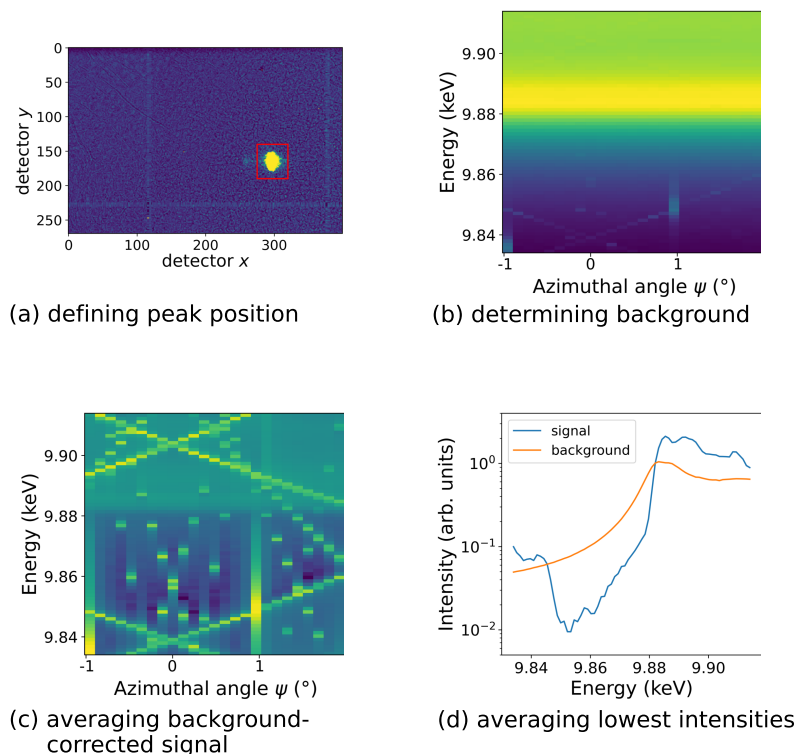 0
50
100
150
200
250
detector y
0
100
200
300
detector x
(a) defining peak position
9.90
9.88
9.86
9.84
Energy (keV)
-1
0
1
Azimuthal angle ψ (°)
(b) determining background
9.90
9.88
9.86
9.84
Energy (keV)
-1
0
1
Azimuthal angle ψ (°)
(c) averaging background-
corrected signal
signal
background
10⁰
10⁻¹
10⁻²
Intensity (arb. units)
9.84
9.86
9.88
9.90
Energy (keV)
(d) averaging lowest intensities